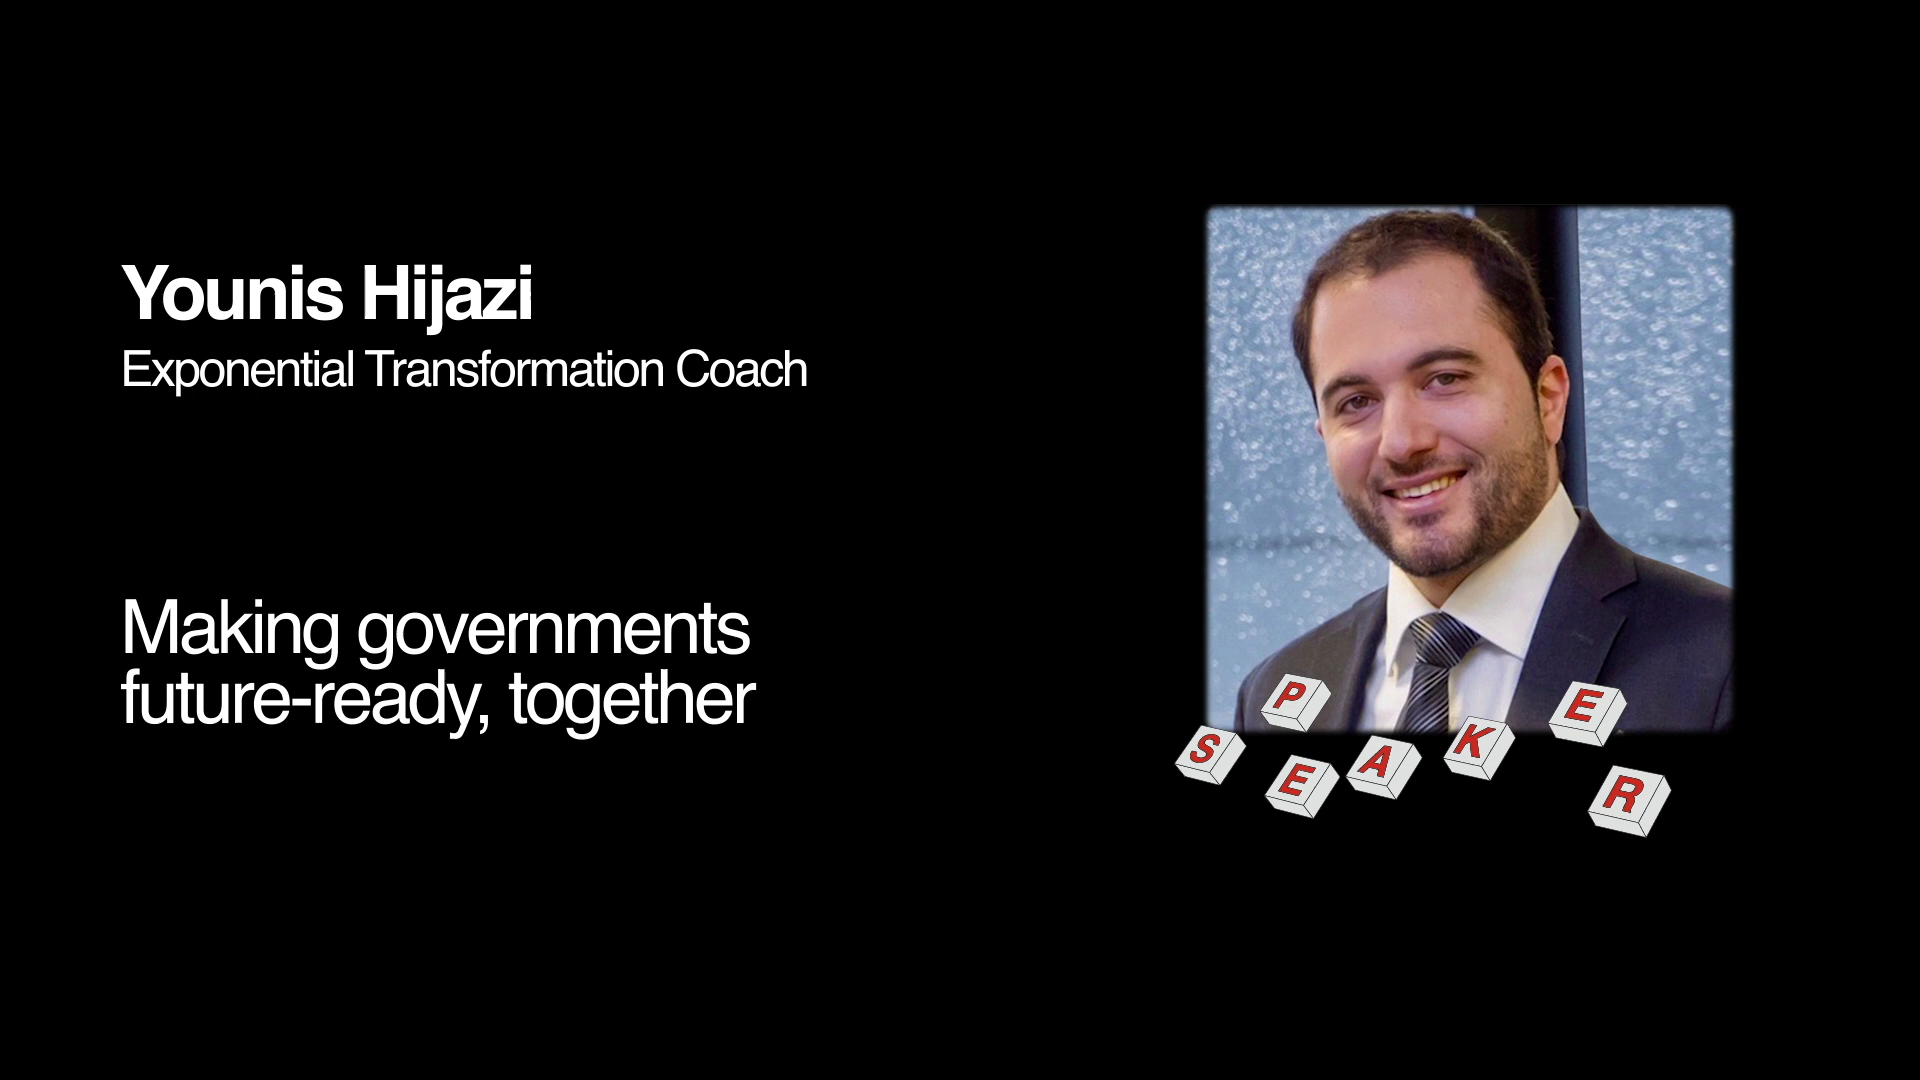 Younis Hijazi
Exponential Transformation Coach
Making governments
future-ready, together
SPEAKER